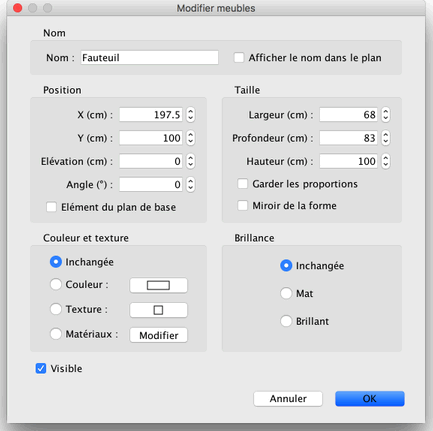 Modifier meubles
Nom
Nom : Fauteuil
Afficher le nom dans le plan
Position
X (cm) : 197.5
Y (cm) : 100
Elévation (cm) : 0
Angle (°) : 0
Elément du plan de base
Taille
Largeur (cm) : 68
Profondeur (cm) : 83
Hauteur (cm) : 100
Garder les proportions
Miroir de la forme
Couleur et texture
Inchangée
Couleur :
Texture :
Matériaux : Modifier
Brillance
Inchangée
Mat
Brillant
Visible
Annuler
OK